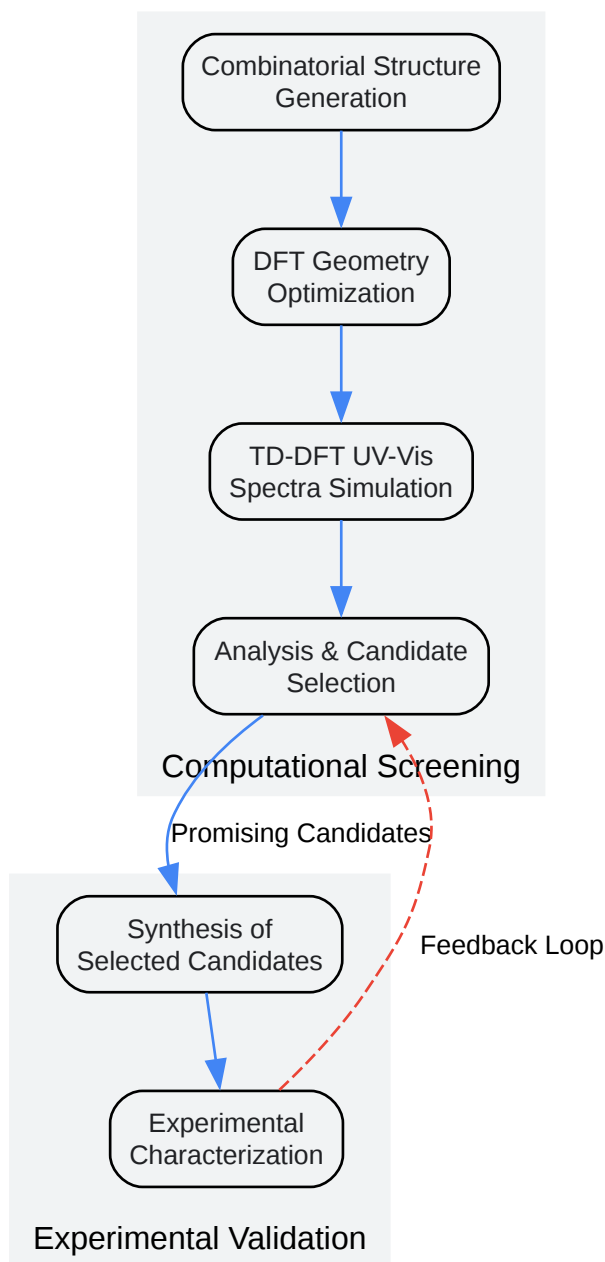 Combinatorial Structure
Generation
DFT Geometry
Optimization
TD-DFT UV-Vis
Spectra Simulation
Analysis & Candidate
Selection
Computational Screening
Promising Candidates
Synthesis of
Selected Candidates
Feedback Loop
Experimental
Characterization
Experimental Validation